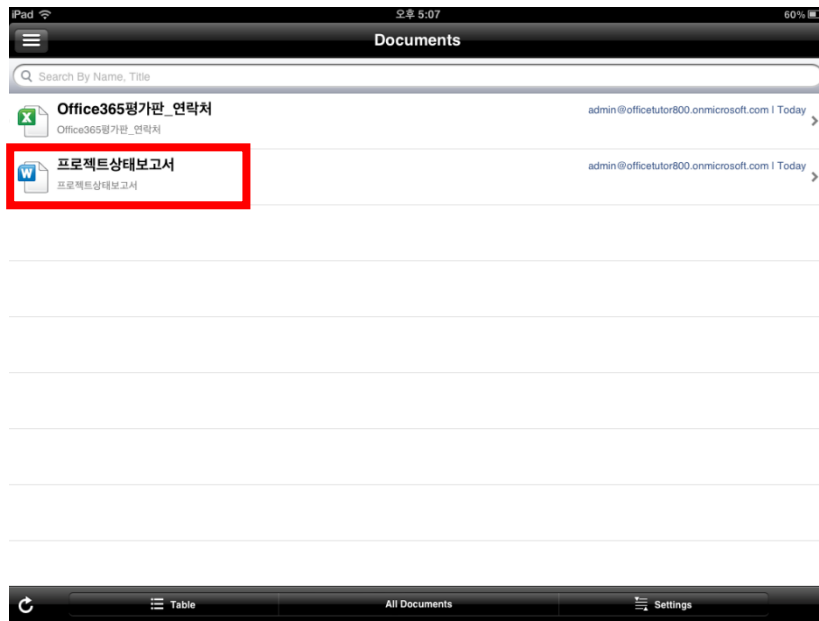 iPad 오후 5:07 60%
Documents
Search By Name, Title
Office365평가판_연락처 admin@officetutor800.onmicrosoft.com | Today
Office365평가판_연락처
프로젝트상태보고서 admin@officetutor800.onmicrosoft.com | Today
프로젝트상태보고서
Table All Documents Settings